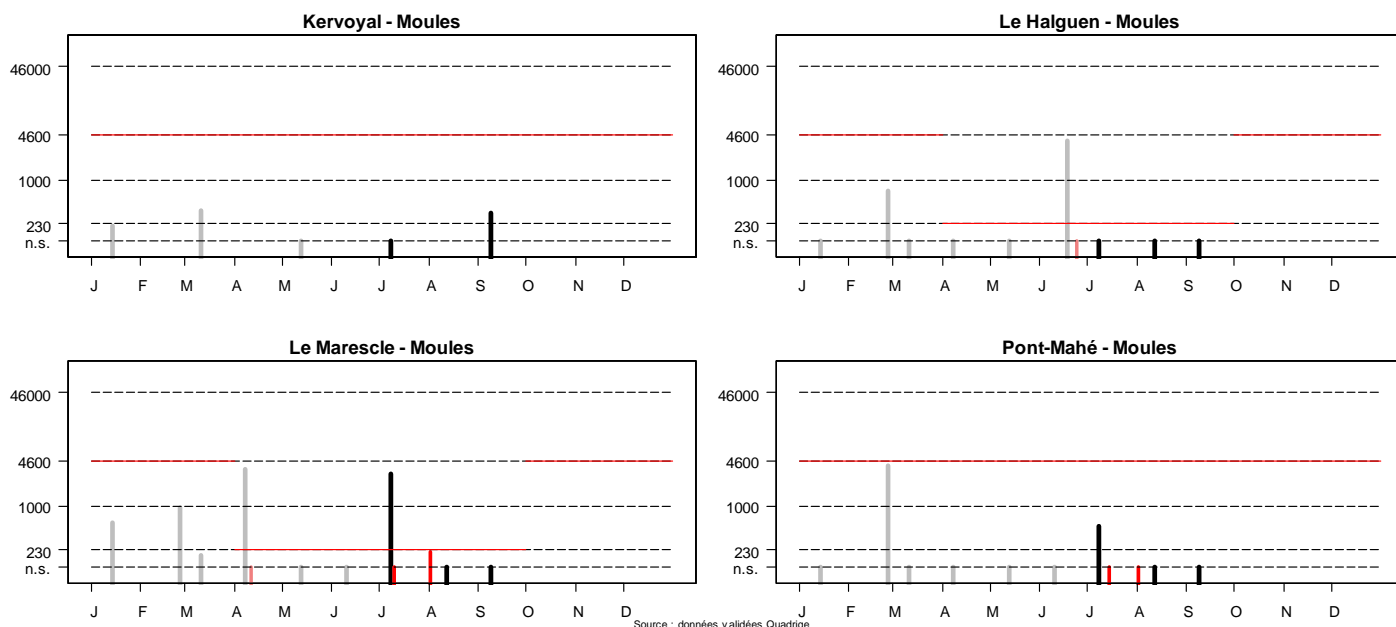 Kervoyal - Moules
46000
4600
1000
230
n.s.
J F M A M J J A S O N D
Le Halguen - Moules
46000
4600
1000
230
n.s.
J F M A M J J A S O N D
Le Marescle - Moules
46000
4600
1000
230
n.s.
J F M A M J J A S O N D
Pont-Mahé - Moules
46000
4600
1000
230
n.s.
J F M A M J J A S O N D
Source : données validées Quadrige